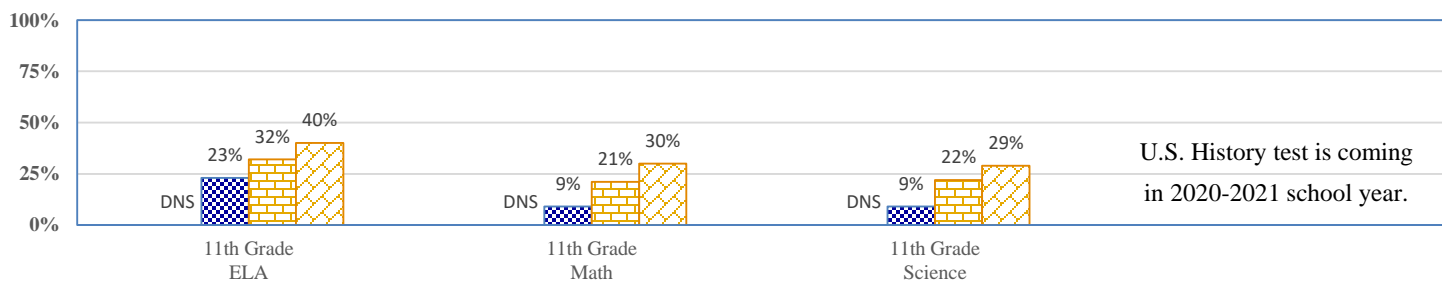 100%
75%
50%
25%
0%
DNS
23%
32%
40%
DNS
9%
21%
30%
DNS
9%
22%
29%
11th Grade
ELA
11th Grade
Math
11th Grade
Science
U.S. History test is coming
in 2020-2021 school year.